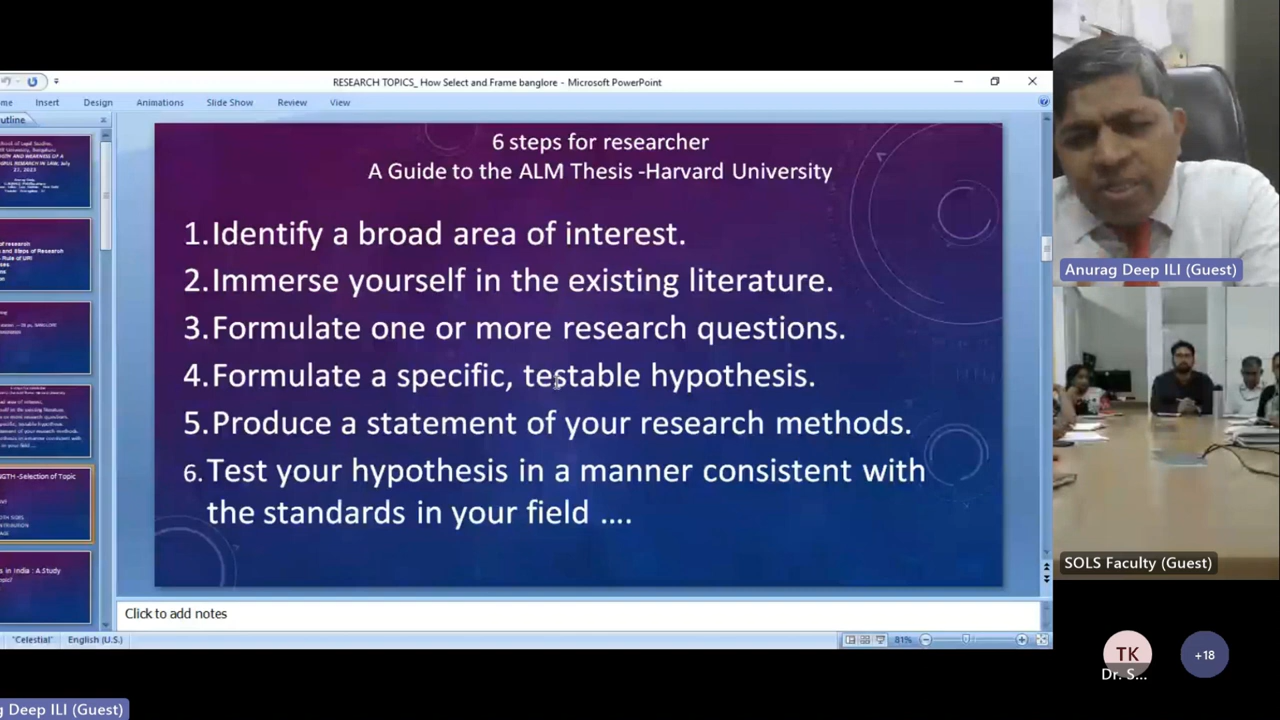 RESEARCH TOPICS_ How Select and Frame banglore - Microsoft PowerPoint
Insert
Design
Animations
Slide Show
Review
View
6 steps for researcher
A Guide to the ALM Thesis -Harvard University
1.Identify a broad area of interest.
2.Immerse yourself in the existing literature.
3.Formulate one or more research questions.
4.Formulate a specific, testable hypothesis.
5.Produce a statement of your research methods.
6. Test your hypothesis in a manner consistent with
the standards in your field ....
Click to add notes
"Celestial"
English (U.S.)
81%
Anurag Deep ILI (Guest)
SOLS Faculty (Guest)
TK
Dr. S...
+18
g Deep ILI (Guest)